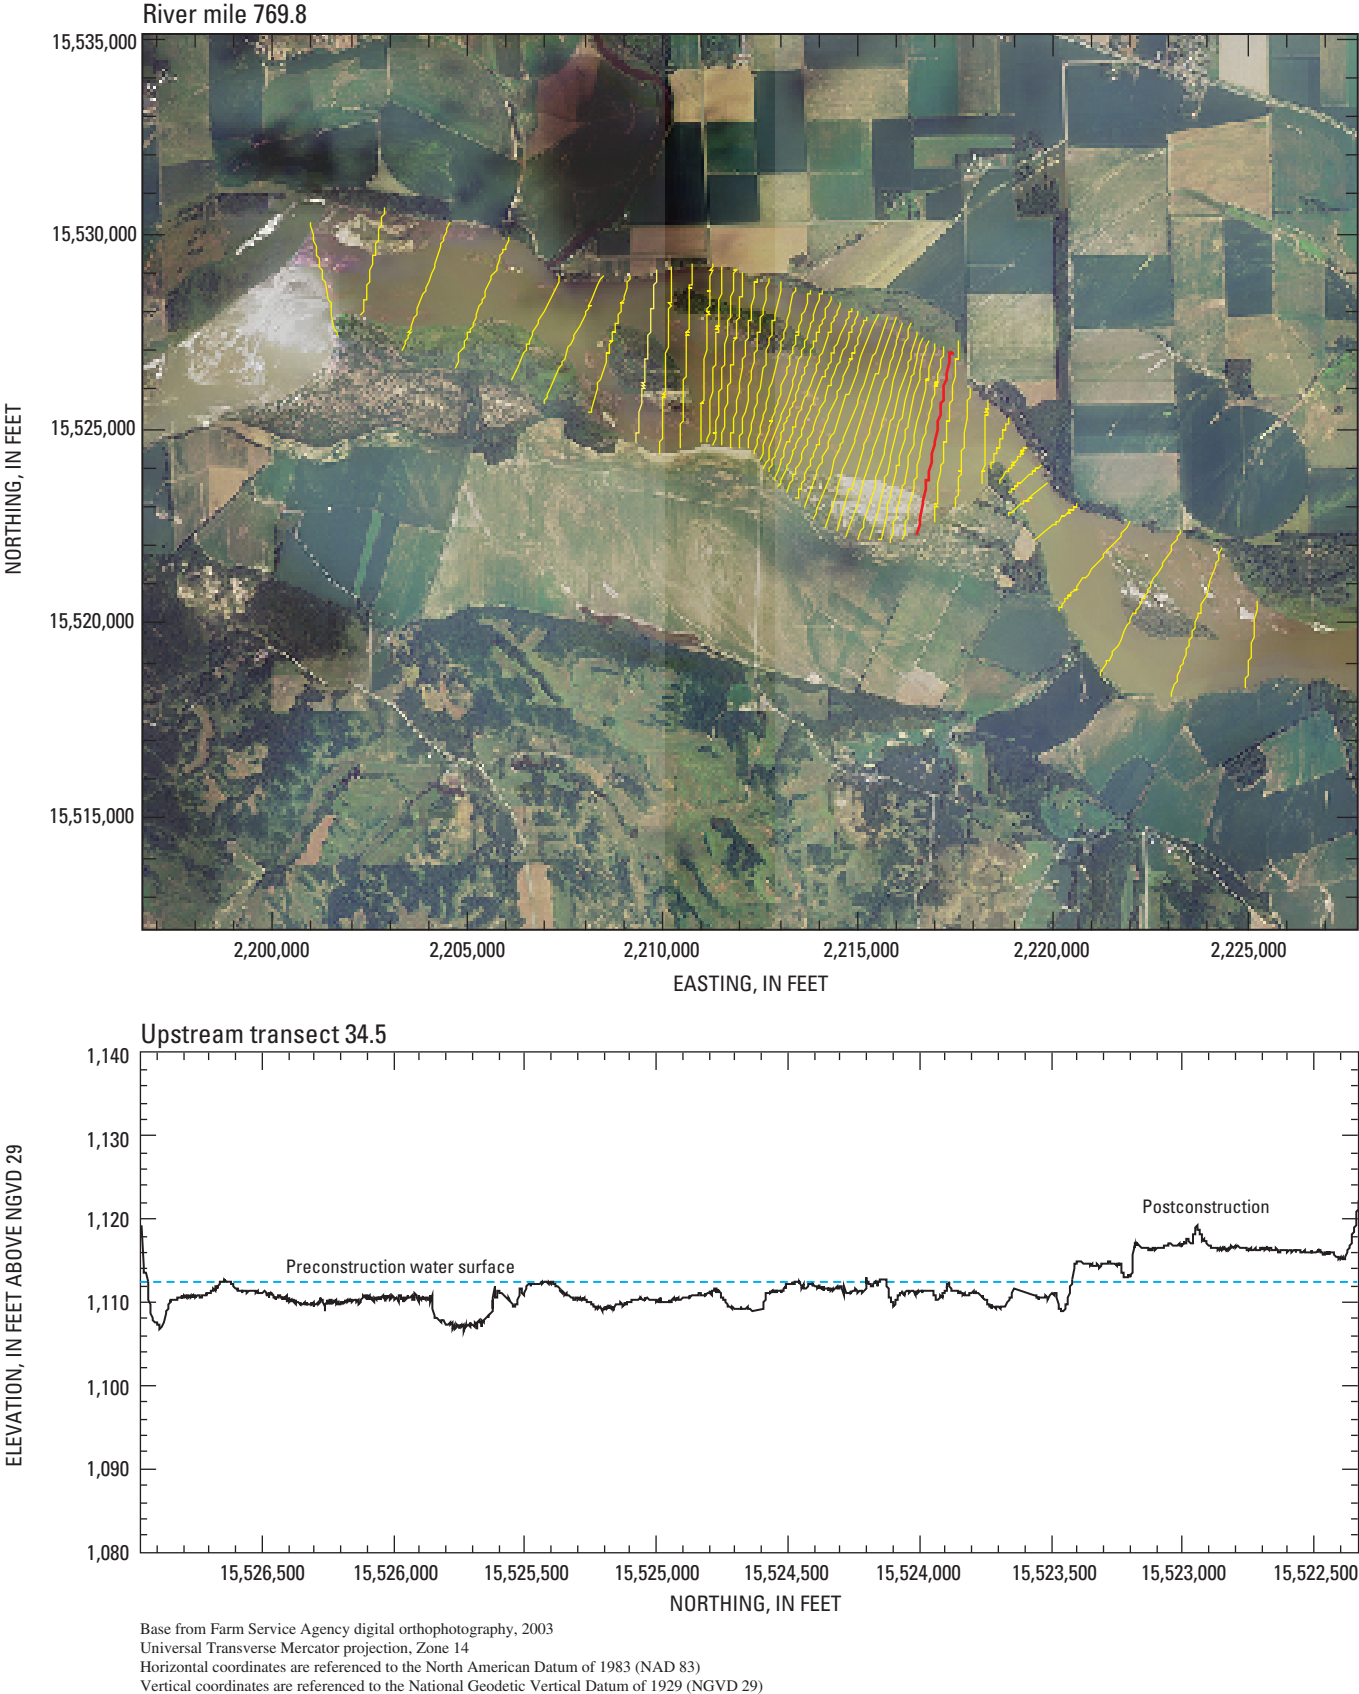 River mile 769.8
15,535,000
15,530,000
15,525,000
15,520,000
15,515,000
NORTHING, IN FEET
2,200,000 2,205,000 2,210,000 2,215,000 2,220,000 2,225,000
EASTING, IN FEET
Upstream transect 34.5
1,140
1,130
1,120
1,110
1,100
1,090
1,080
ELEVATION, IN FEET ABOVE NGVD 29
Postconstruction
Preconstruction water surface
15,526,500 15,526,000 15,525,500 15,525,000 15,524,500 15,524,000 15,523,500 15,523,000 15,522,500
NORTHING, IN FEET
Base from Farm Service Agency digital orthophotography, 2003
Universal Transverse Mercator projection, Zone 14
Horizontal coordinates are referenced to the North American Datum of 1983 (NAD 83)
Vertical coordinates are referenced to the National Geodetic Vertical Datum of 1929 (NGVD 29)